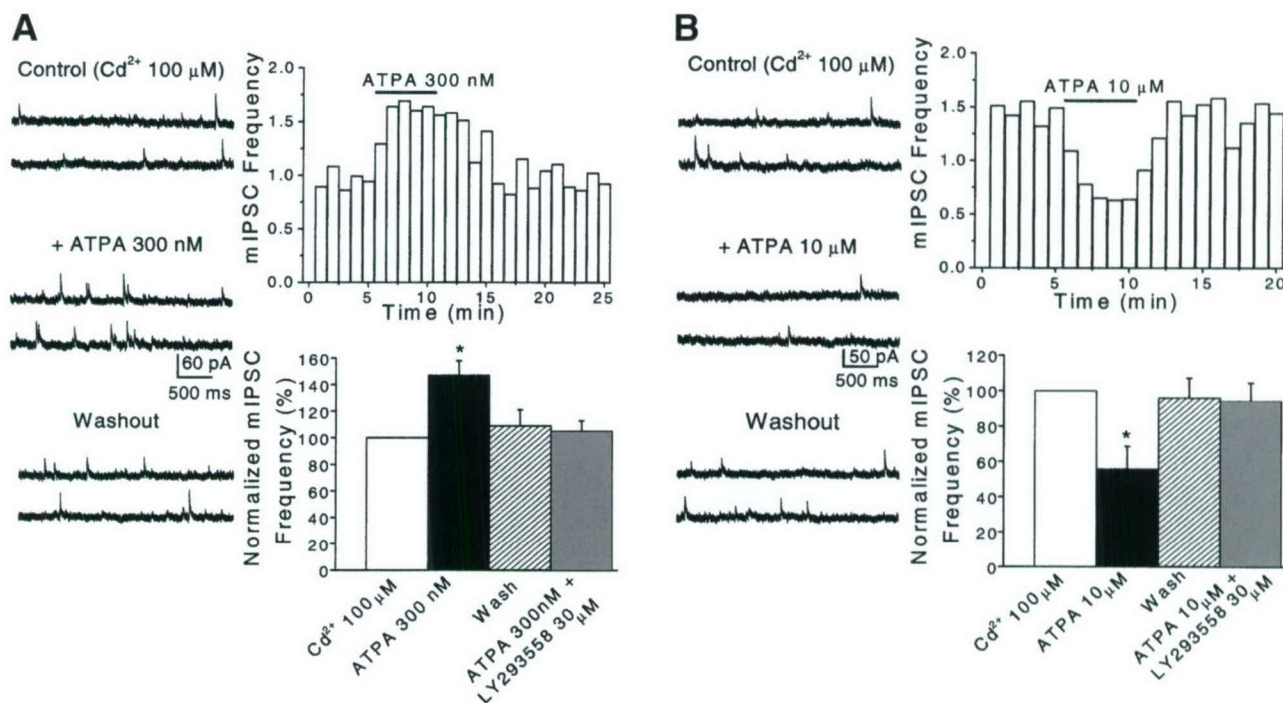 A
Control (Cd²⁺ 100 μM)
+ ATPA 300 nM
60 pA
500 ms
Washout
mIPSC Frequency
2.0
1.5
1.0
0.5
0.0
ATPA 300 nM
0 5 10 15 20 25
Time (min)
Normalized mIPSC
Frequency (%)
160
140
120
100
80
60
40
20
0
*
Cd²⁺ 100 μM
ATPA 300 nM
Wash
ATPA 300nM +
LY293558 30 μM
B
Control (Cd²⁺ 100 μM)
+ ATPA 10 μM
50 pA
500 ms
Washout
mIPSC Frequency
2.0
1.5
1.0
0.5
0.0
ATPA 10 μM
0 5 10 15 20
Time (min)
Normalized mIPSC
Frequency (%)
120
100
80
60
40
20
0
*
Cd²⁺ 100 μM
ATPA 10 μM
Wash
ATPA 10 μM +
LY293558 30 μM